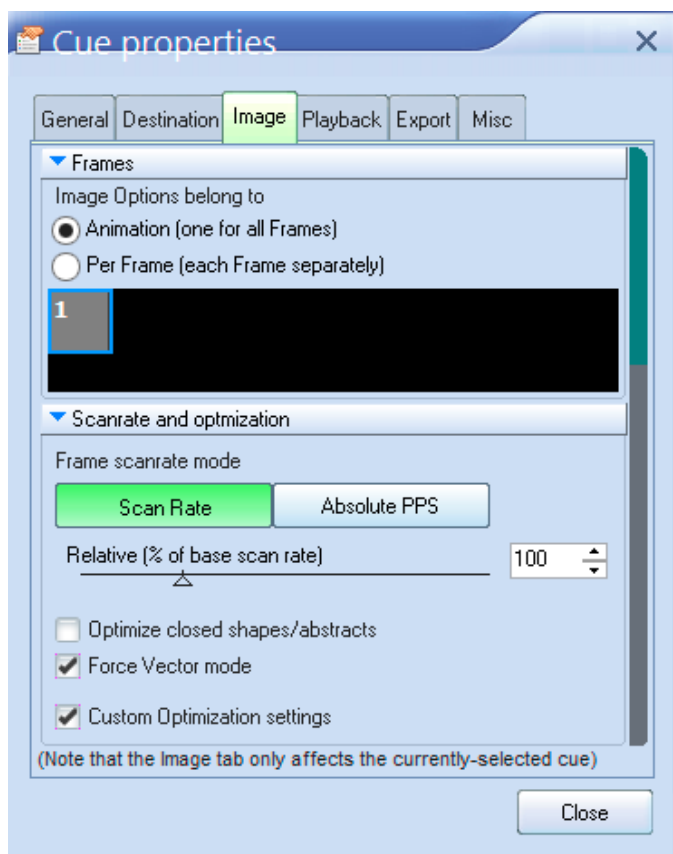 Cue properties
General Destination Image Playback Export Misc
Frames
Image Options belong to
Animation (one for all Frames)
Per Frame (each Frame separately)
1
Scanrate and optmization
Frame scanrate mode
Scan Rate Absolute PPS
Relative (% of base scan rate) 100
Optimize closed shapes/abstracts
Force Vector mode
Custom Optimization settings
(Note that the Image tab only affects the currently-selected cue)
Close